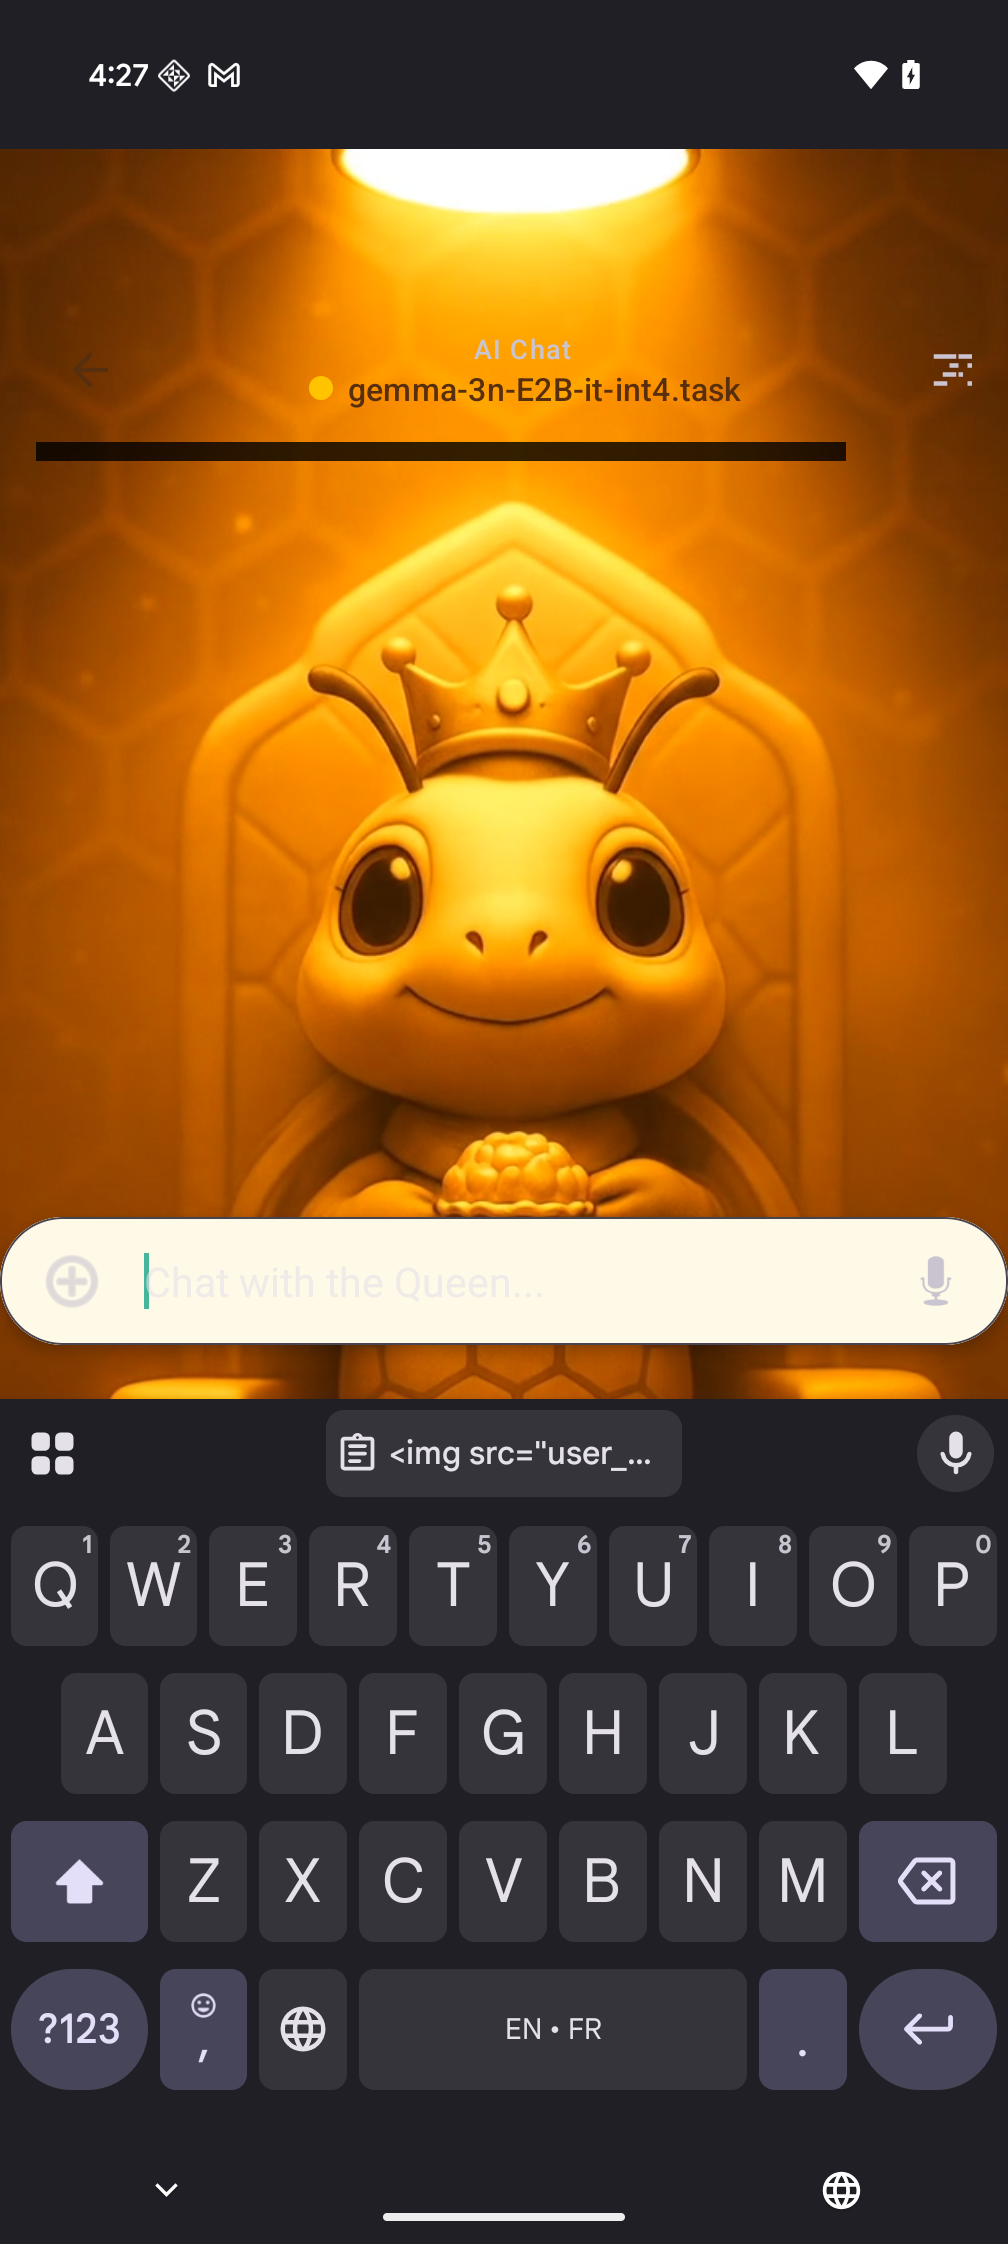 4:27
AI Chat
gemma-3n-E2B-it-int4.task
Chat with the Queen...
<img src="user_...
Q 1 W 2 E 3 R 4 T 5 Y 6 U 7 I 8 O 9 P 0
A S D F G H J K L
Z X C V B N M
?123 , EN • FR .